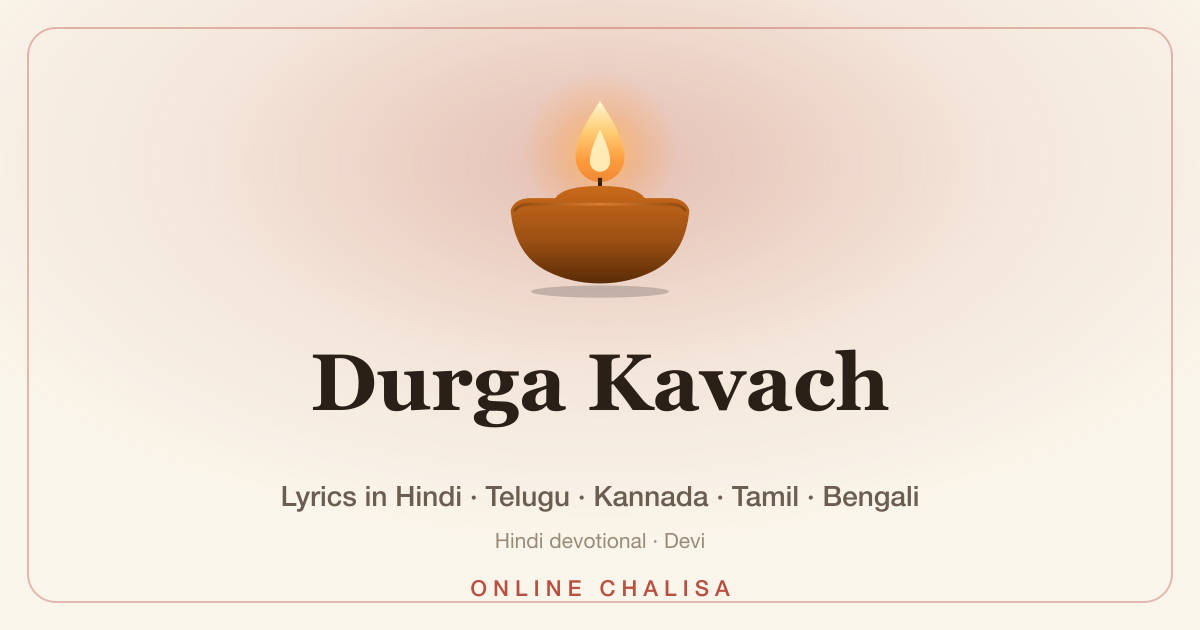 Durga Kavach
Lyrics in Hindi · Telugu · Kannada · Tamil · Bengali
Hindi devotional · Devi
ONLINE CHALISA